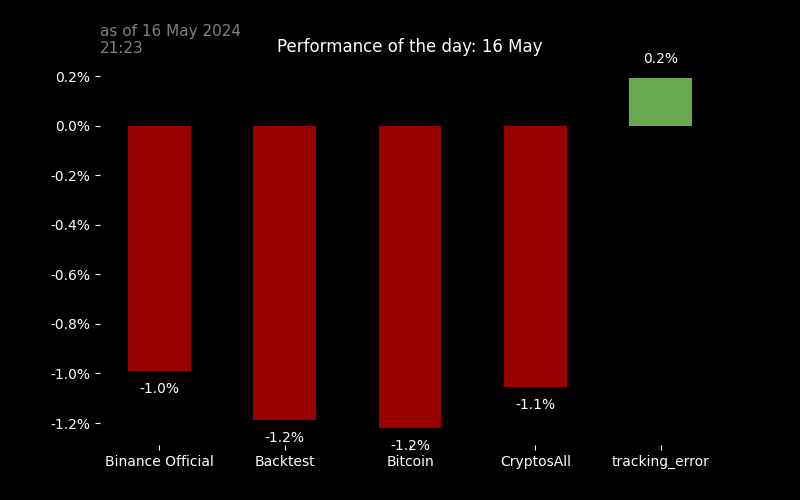 as of 16 May 2024
21:23
Performance of the day: 16 May
0.2%
0.2%
0.0%
-0.2%
-0.4%
-0.6%
-0.8%
-1.0%
-1.2%
-1.0%
-1.2%
-1.2%
-1.1%
Binance Official
Backtest
Bitcoin
CryptosAll
tracking_error